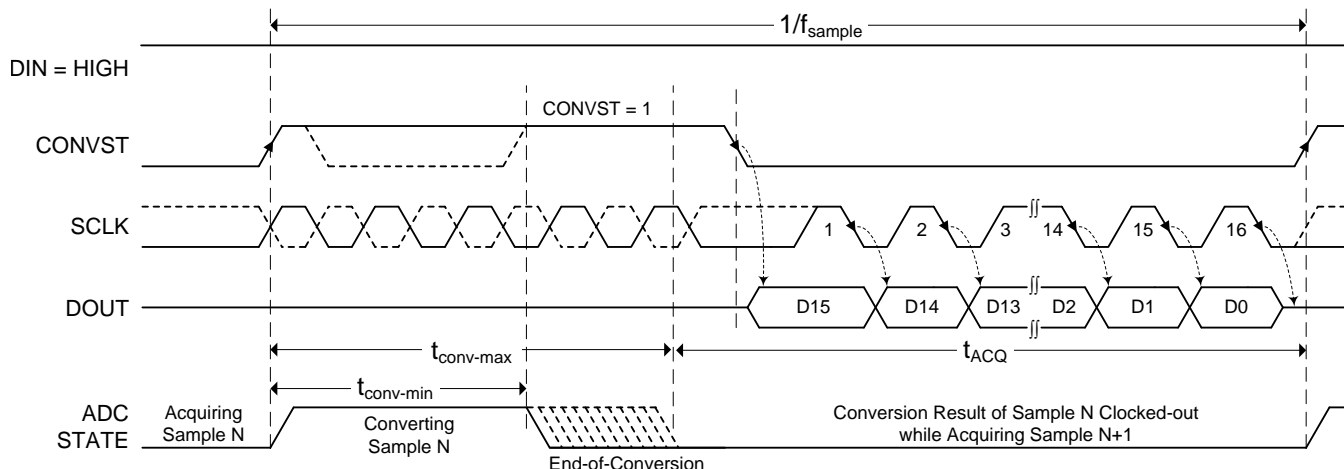 1/fsample
DIN = HIGH
CONVST = 1
CONVST
SCLK
1 2 3 14 15 16
DOUT
D15 D14 D13 D2 D1 D0
tconv-max
tACQ
tconv-min
ADC
STATE
Acquiring
Sample N
Converting
Sample N
End-of-Conversion
Conversion Result of Sample N Clocked-out
while Acquiring Sample N+1